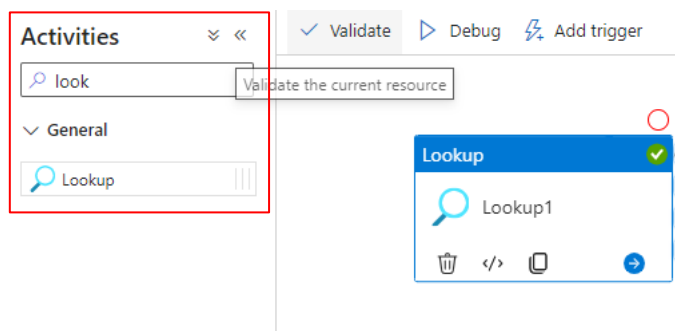 Activities
look
General
Lookup
Validate
Debug
Add trigger
Validate the current resource
Lookup
Lookup1